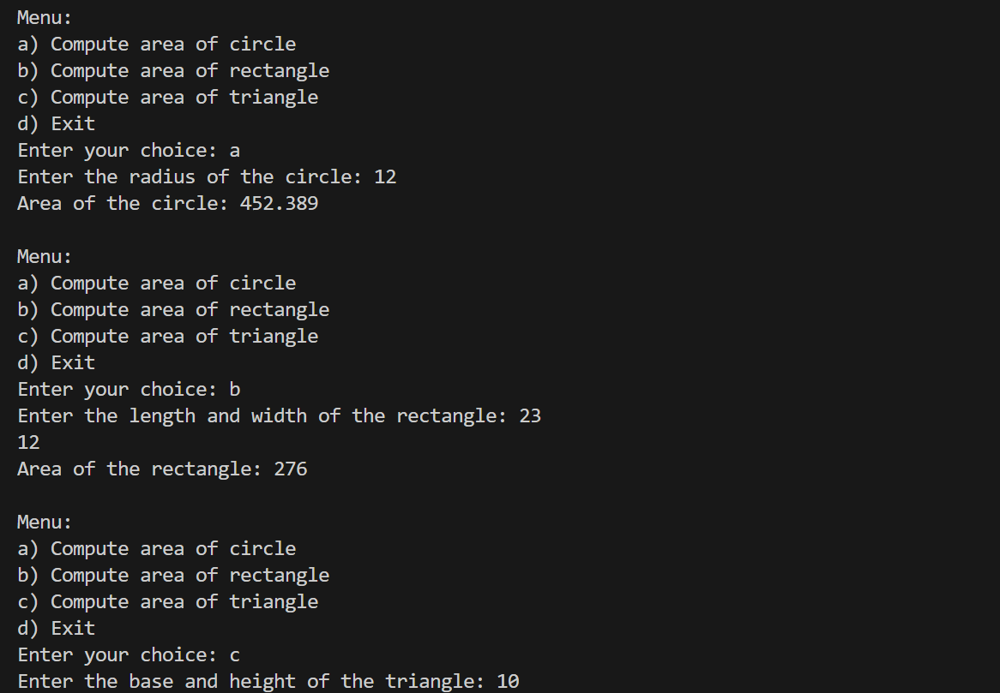 Menu:
a) Compute area of circle
b) Compute area of rectangle
c) Compute area of triangle
d) Exit
Enter your choice: a
Enter the radius of the circle: 12
Area of the circle: 452.389
Menu:
a) Compute area of circle
b) Compute area of rectangle
c) Compute area of triangle
d) Exit
Enter your choice: b
Enter the length and width of the rectangle: 23
12
Area of the rectangle: 276
Menu:
a) Compute area of circle
b) Compute area of rectangle
c) Compute area of triangle
d) Exit
Enter your choice: c
Enter the base and height of the triangle: 10